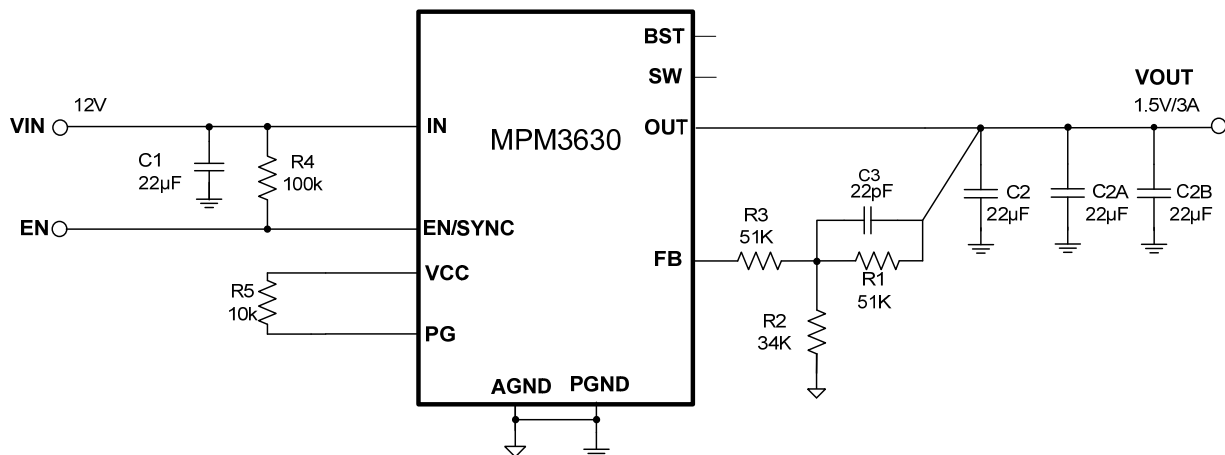 BST
SW
VOUT
1.5V/3A
12V
VIN
IN
MPM3630
OUT
C1
22µF
R4
100k
C3
22pF
C2
22µF
C2A
22µF
C2B
22µF
EN
EN/SYNC
R3
51K
FB
R1
51K
VCC
R5
10k
PG
R2
34K
AGND
PGND